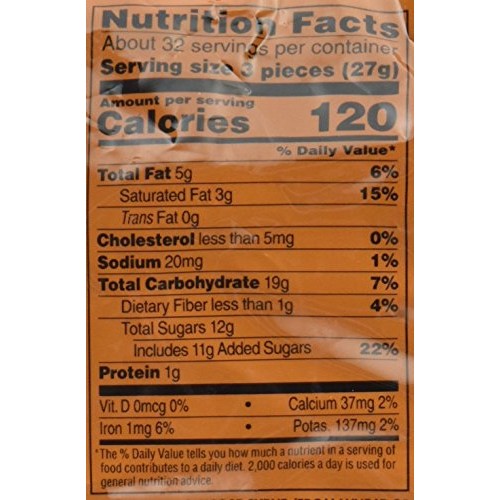 Nutrition Facts
About 32 servings per container
Serving size 3 pieces (27g)
Amount per serving
Calories 120
% Daily Value*
Total Fat 5g 6%
Saturated Fat 3g 15%
Trans Fat 0g
Cholesterol less than 5mg 0%
Sodium 20mg 1%
Total Carbohydrate 19g 7%
Dietary Fiber less than 1g 4%
Total Sugars 12g
Includes 11g Added Sugars 22%
Protein 1g
Vit. D 0mcg 0% • Calcium 37mg 2%
Iron 1mg 6% • Potas. 137mg 2%
*The % Daily Value tells you how much a nutrient in a serving of
food contributes to a daily diet. 2,000 calories a day is used for
general nutrition advice.